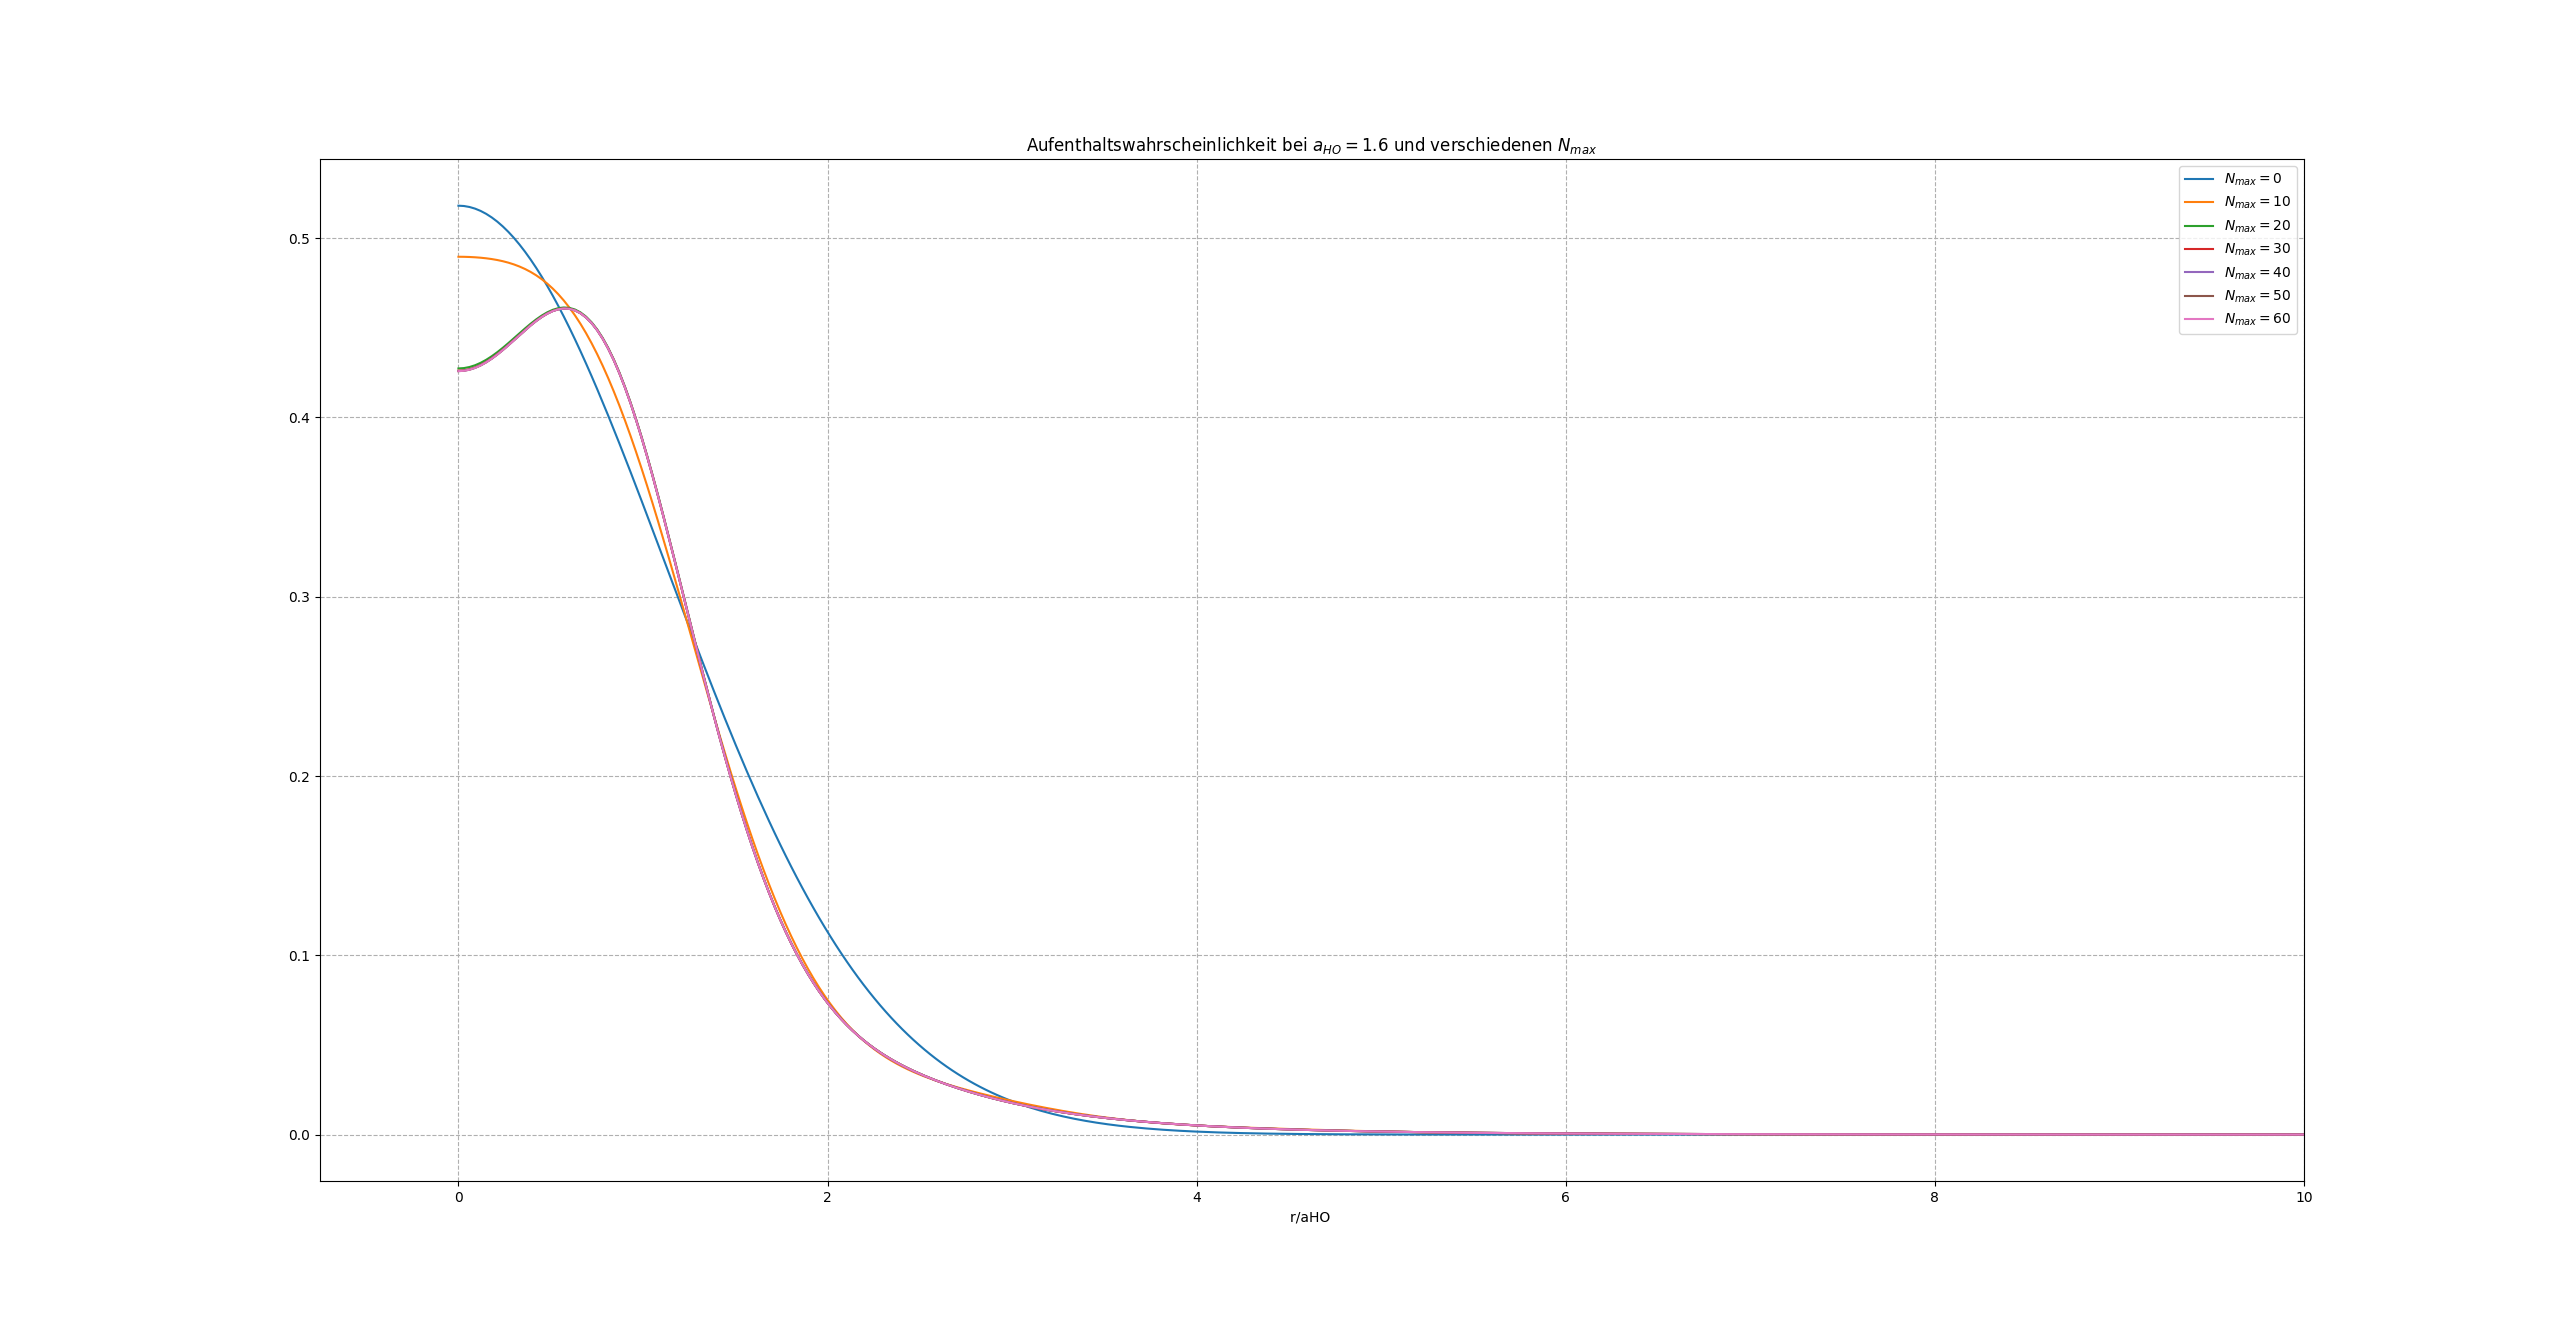 Aufenthaltswahrscheinlichkeit bei $a_{HO} = 1.6$ und verschiedenen $N_{max}$
$N_{max} = 0$
$N_{max} = 10$
$N_{max} = 20$
$N_{max} = 30$
$N_{max} = 40$
$N_{max} = 50$
$N_{max} = 60$
0.5
0.4
0.3
0.2
0.1
0.0
0 2 4 6 8 10
r/aHO